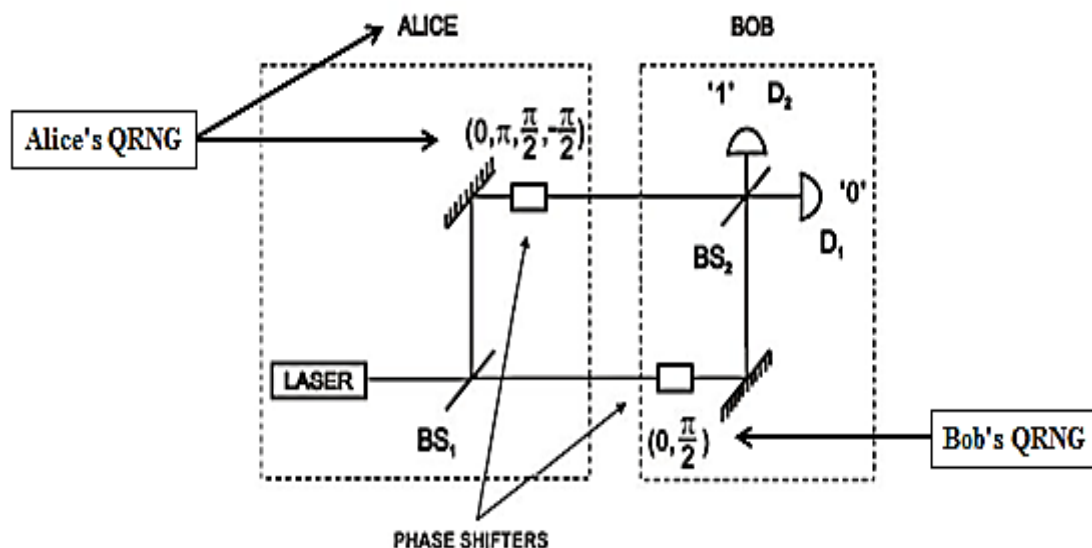 ALICE
BOB
Alice's QRNG
(0, π, π/2, -π/2)
'1' D₂
'0'
D₁
BS₂
LASER
BS₁
(0, π/2)
Bob's QRNG
PHASE SHIFTERS